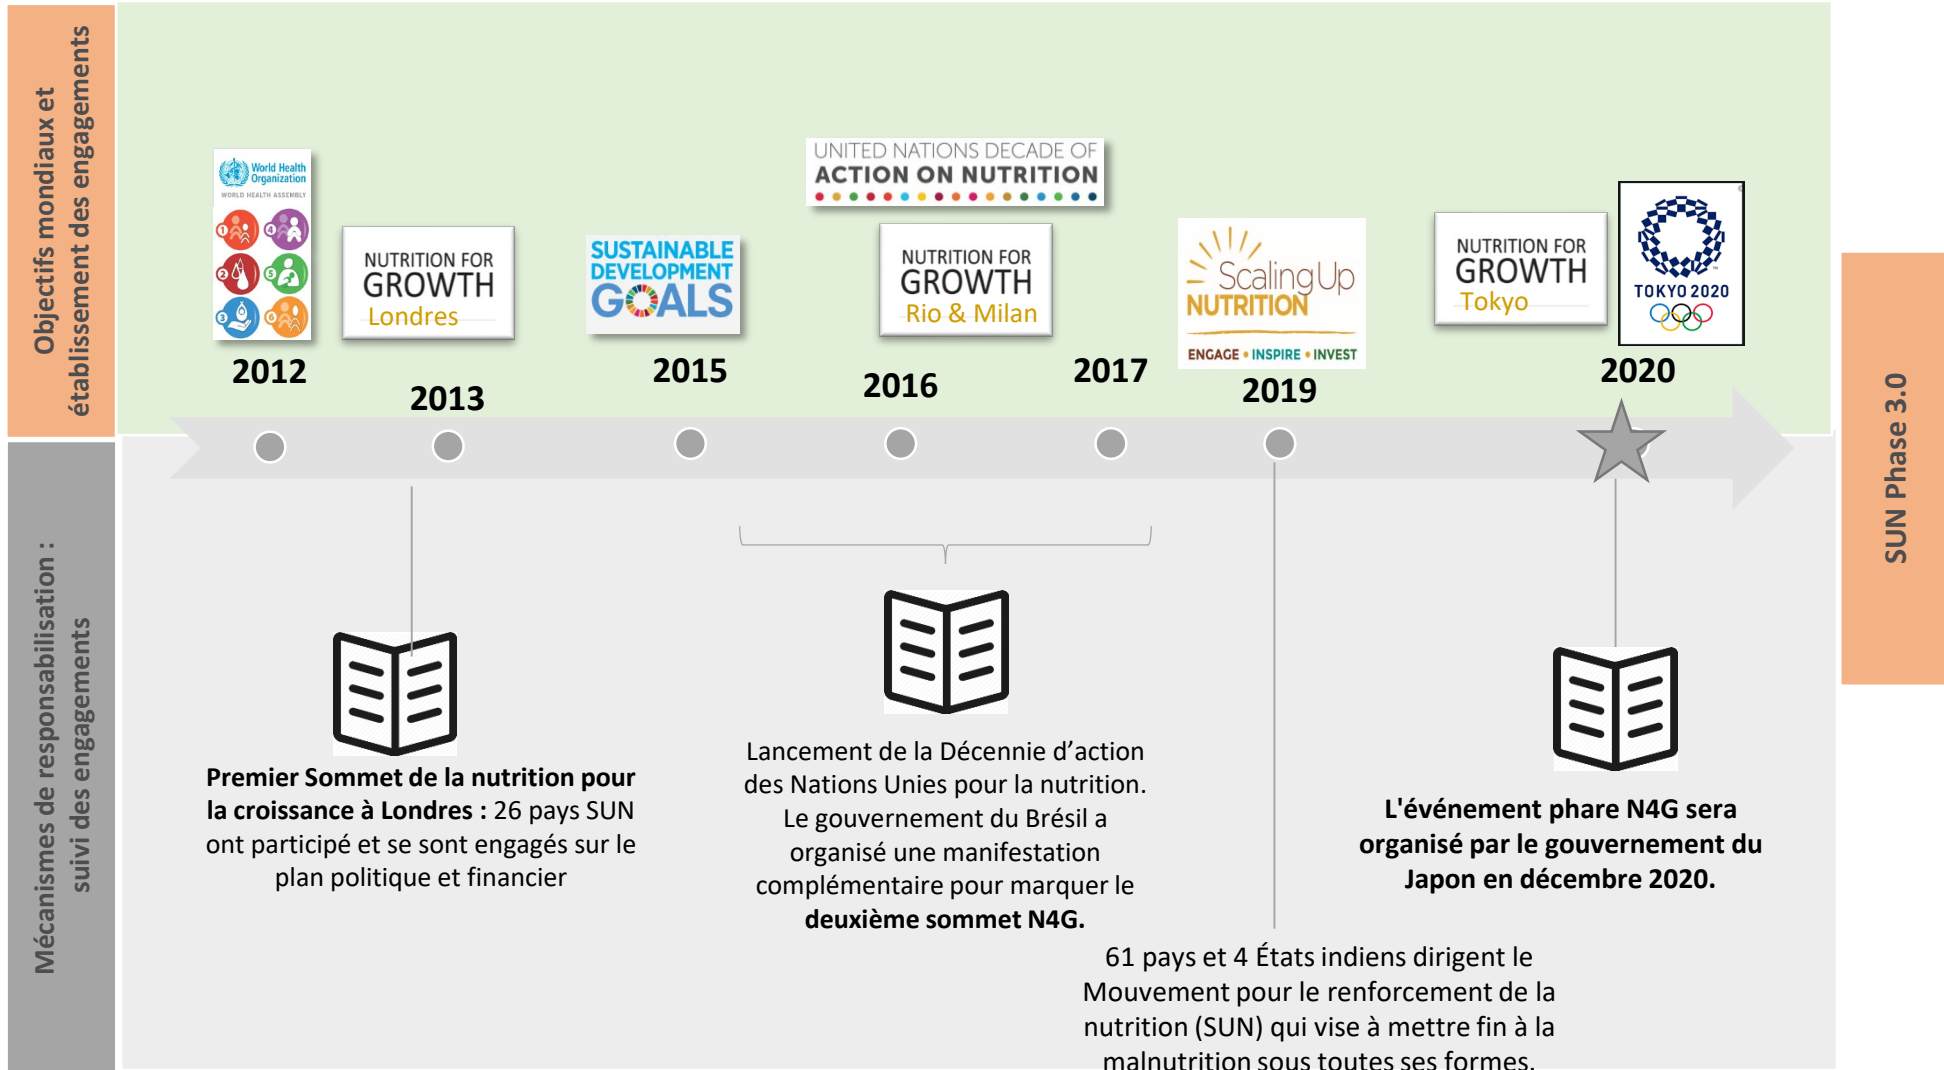 Objectifs mondiaux et
établissement des engagements
World Health
Organization
WORLD HEALTH ASSEMBLY
1
4
2
5
3
6
2012
NUTRITION FOR
GROWTH
Londres
2013
SUSTAINABLE
DEVELOPMENT
GOALS
2015
UNITED NATIONS DECADE OF
ACTION ON NUTRITION
NUTRITION FOR
GROWTH
Rio & Milan
2016
2017
Scaling Up
NUTRITION
ENGAGE • INSPIRE • INVEST
2019
NUTRITION FOR
GROWTH
Tokyo
TOKYO 2020
2020
SUN Phase 3.0
Mécanismes de responsabilisation :
suivi des engagements
Premier Sommet de la nutrition pour
la croissance à Londres : 26 pays SUN
ont participé et se sont engagés sur le
plan politique et financier
Lancement de la Décennie d’action
des Nations Unies pour la nutrition.
Le gouvernement du Brésil a
organisé une manifestation
complémentaire pour marquer le
deuxième sommet N4G.
61 pays et 4 États indiens dirigent le
Mouvement pour le renforcement de la
nutrition (SUN) qui vise à mettre fin à la
malnutrition sous toutes ses formes.
L'événement phare N4G sera
organisé par le gouvernement du
Japon en décembre 2020.